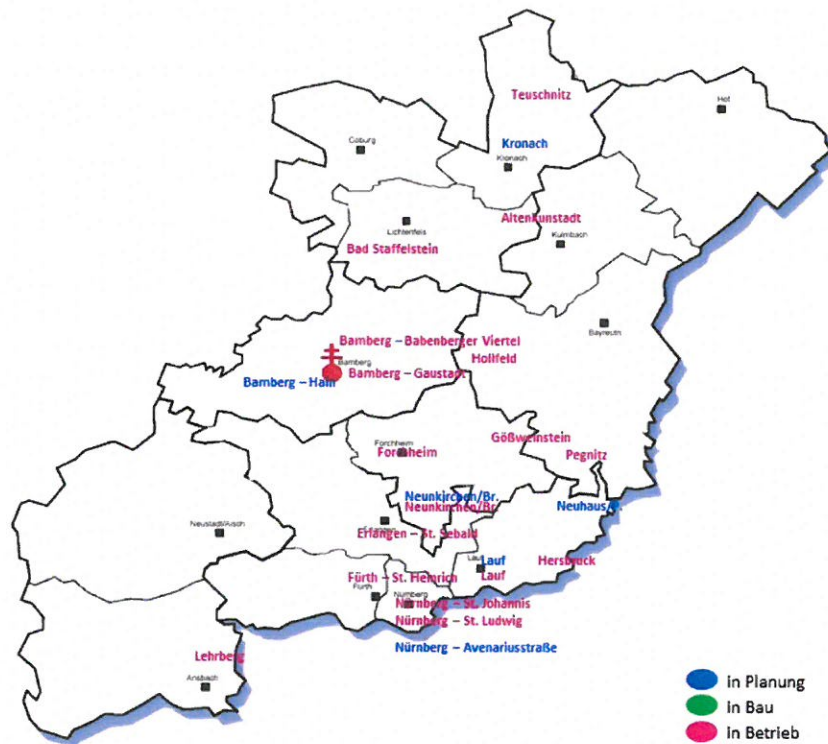 Teuschnitz
Hof
Kronach
Coburg
Kronach
Altenkunstadt
Lichtenfels
Kulmbach
Bad Staffelstein
Bayreuth
Bamberg – Babenberger Viertel
Hollfeld
Bamberg
Bamberg – Gaustadt
Bamberg – Hain
Gößweinstein
Forchheim
Forchheim
Pegnitz
Neunkirchen/Br.
Neunkirchen/Br.
Neuhaus/P.
Neustadt/Aisch
Erlangen
Erlangen – St. Sebald
Lauf
Lauf
Hersbruck
Lauf
Fürth – St. Heinrich
Fürth
Nürnberg
Nürnberg – St. Johannis
Nürnberg – St. Ludwig
Nürnberg – Avenariusstraße
Lehrberg
Ansbach
in Planung
in Bau
in Betrieb